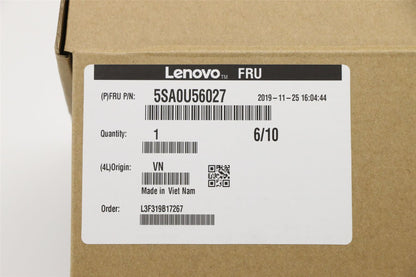 Lenovo™ FRU
(P)FRU P/N: 5SA0U56027 2019-11-25 16:04:44
Quantity: 1 6/10
(4L)Origin: VN
Made in Viet Nam
Order: L3F319B17267